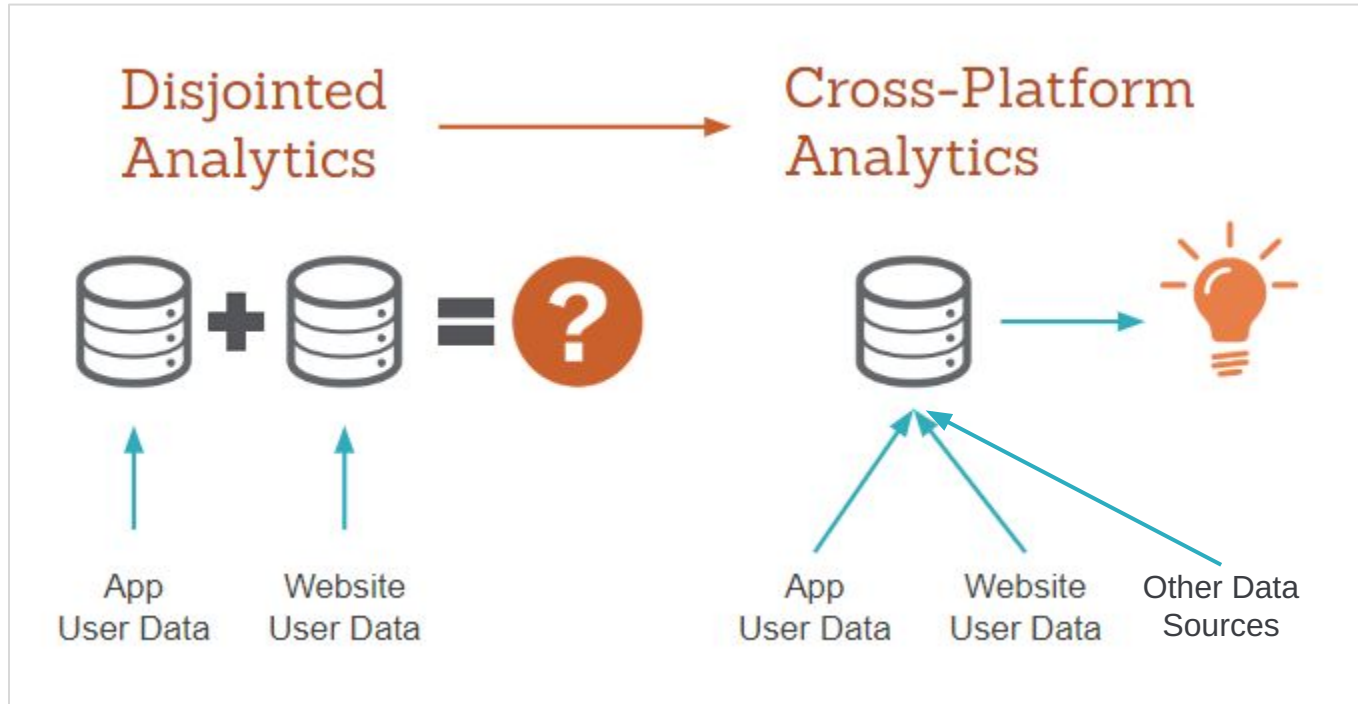 Disjointed
Analytics
Cross-Platform
Analytics
?
App
User Data
Website
User Data
App
User Data
Website
User Data
Other Data
Sources